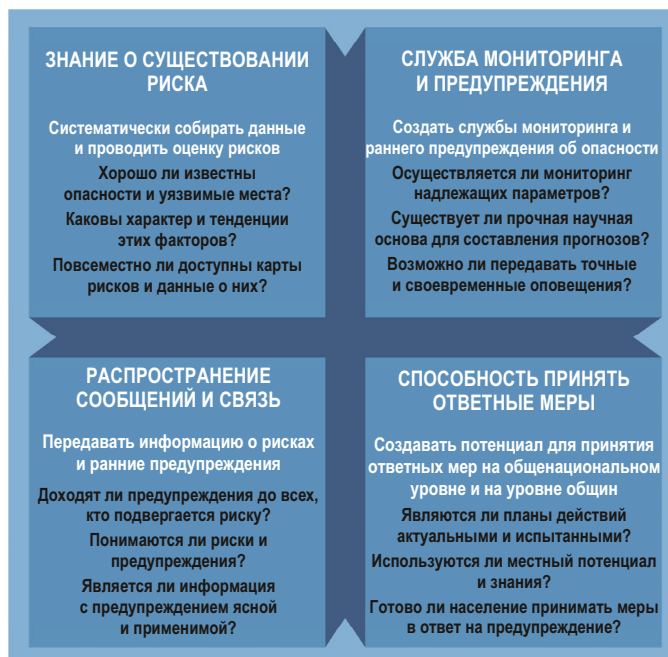 ЗНАНИЕ О СУЩЕСТВОВАНИИ
РИСКА
Систематически собирать данные
и проводить оценку рисков
Хорошо ли известны
опасности и уязвимые места?
Каковы характер и тенденции
этих факторов?
Повсеместно ли доступны карты
рисков и данные о них?
СЛУЖБА МОНИТОРИНГА
И ПРЕДУПРЕЖДЕНИЯ
Создать службы мониторинга и
раннего предупреждения об опасности
Осуществляется ли мониторинг
надлежащих параметров?
Существует ли прочная научная
основа для составления прогнозов?
Возможно ли передавать точные
и своевременные оповещения?
РАСПРОСТРАНЕНИЕ
СООБЩЕНИЙ И СВЯЗЬ
Передавать информацию о рисках
и ранние предупреждения
Доходят ли предупреждения до всех,
кто подвергается риску?
Понимаются ли риски и
предупреждения?
Является ли информация
с предупреждением ясной
и применимой?
СПОСОБНОСТЬ ПРИНЯТЬ
ОТВЕТНЫЕ МЕРЫ
Создавать потенциал для принятия
ответных мер на общенациональном
уровне и на уровне общин
Являются ли планы действий
актуальными и испытанными?
Используются ли местный потенциал
и знания?
Готово ли население принимать меры
в ответ на предупреждение?